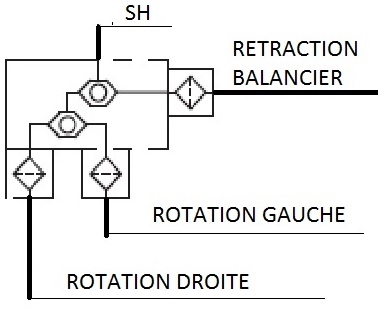 SH
RETRACTION
BALANCIER
ROTATION GAUCHE
ROTATION DROITE